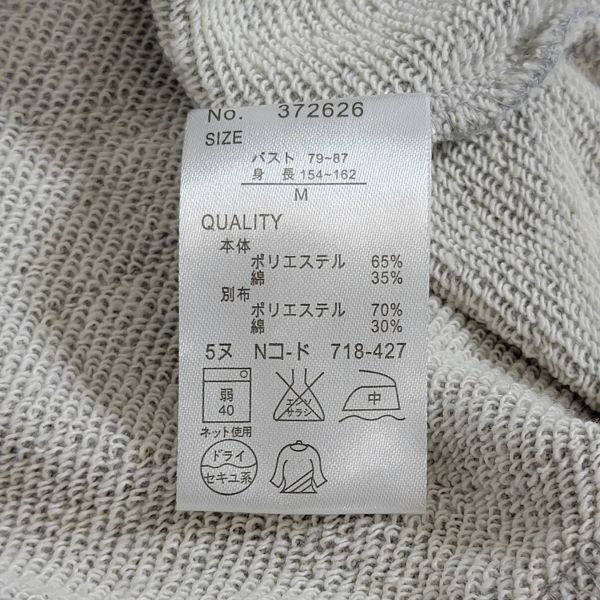 No. 372626
SIZE
バスト 79~87
身 長 154~162
M
QUALITY
本体
ポリエステル 65%
綿 35%
別布
ポリエステル 70%
綿 30%
5ヌ Nコ-ド 718-427
弱
40
ネット使用
エンソ
サラシ
中
ドライ
セキユ系